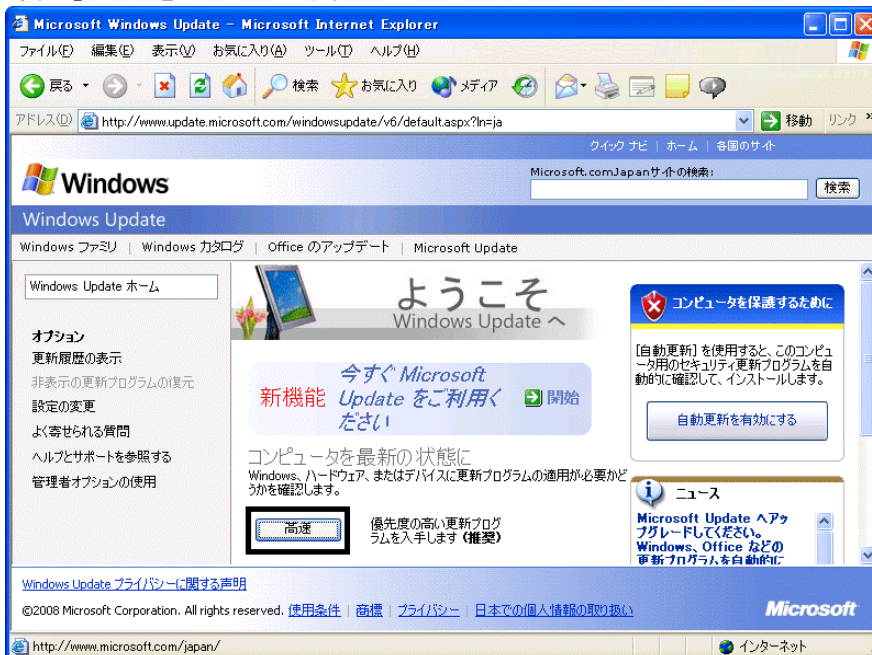 Microsoft Windows Update - Microsoft Internet Explorer
ファイル(F) 編集(E) 表示(V) お気に入り(A) ツール(T) ヘルプ(H)
戻る 検索 お気に入り メディア
アドレス(D) http://www.update.microsoft.com/windowsupdate/v6/default.aspx?ln=ja 移動 リンク »
クイック ナビ | ホーム | 各国のサイト
Windows
Microsoft.comJapanサイトの検索:
検索
Windows Update
Windows ファミリ | Windows カタログ | Office のアップデート | Microsoft Update
Windows Update ホーム
オプション
更新履歴の表示
非表示の更新プログラムの復元
設定の変更
よく寄せられる質問
ヘルプとサポートを参照する
管理者オプションの使用
ようこそ
Windows Update へ
新機能
今すぐ Microsoft
Update をご利用く
ださい
開始
コンピュータを最新の状態に
Windows、ハードウェア、またはデバイスに更新プログラムの適用が必要かど
うかを確認します。
高速
優先度の高い更新プログ
ラムを入手します (推奨)
コンピュータを保護するために
[自動更新] を使用すると、このコンピュ
ータ用のセキュリティ更新プログラムを自
動的に確認して、インストールします。
自動更新を有効にする
ニュース
Microsoft Update へアッ
プグレードしてください。
Windows、Office などの
更新プログラムを自動的に
Windows Update プライバシーに関する声明
©2008 Microsoft Corporation. All rights reserved. 使用条件 | 商標 | プライバシー | 日本での個人情報の取り扱い
Microsoft
http://www.microsoft.com/japan/
インターネット